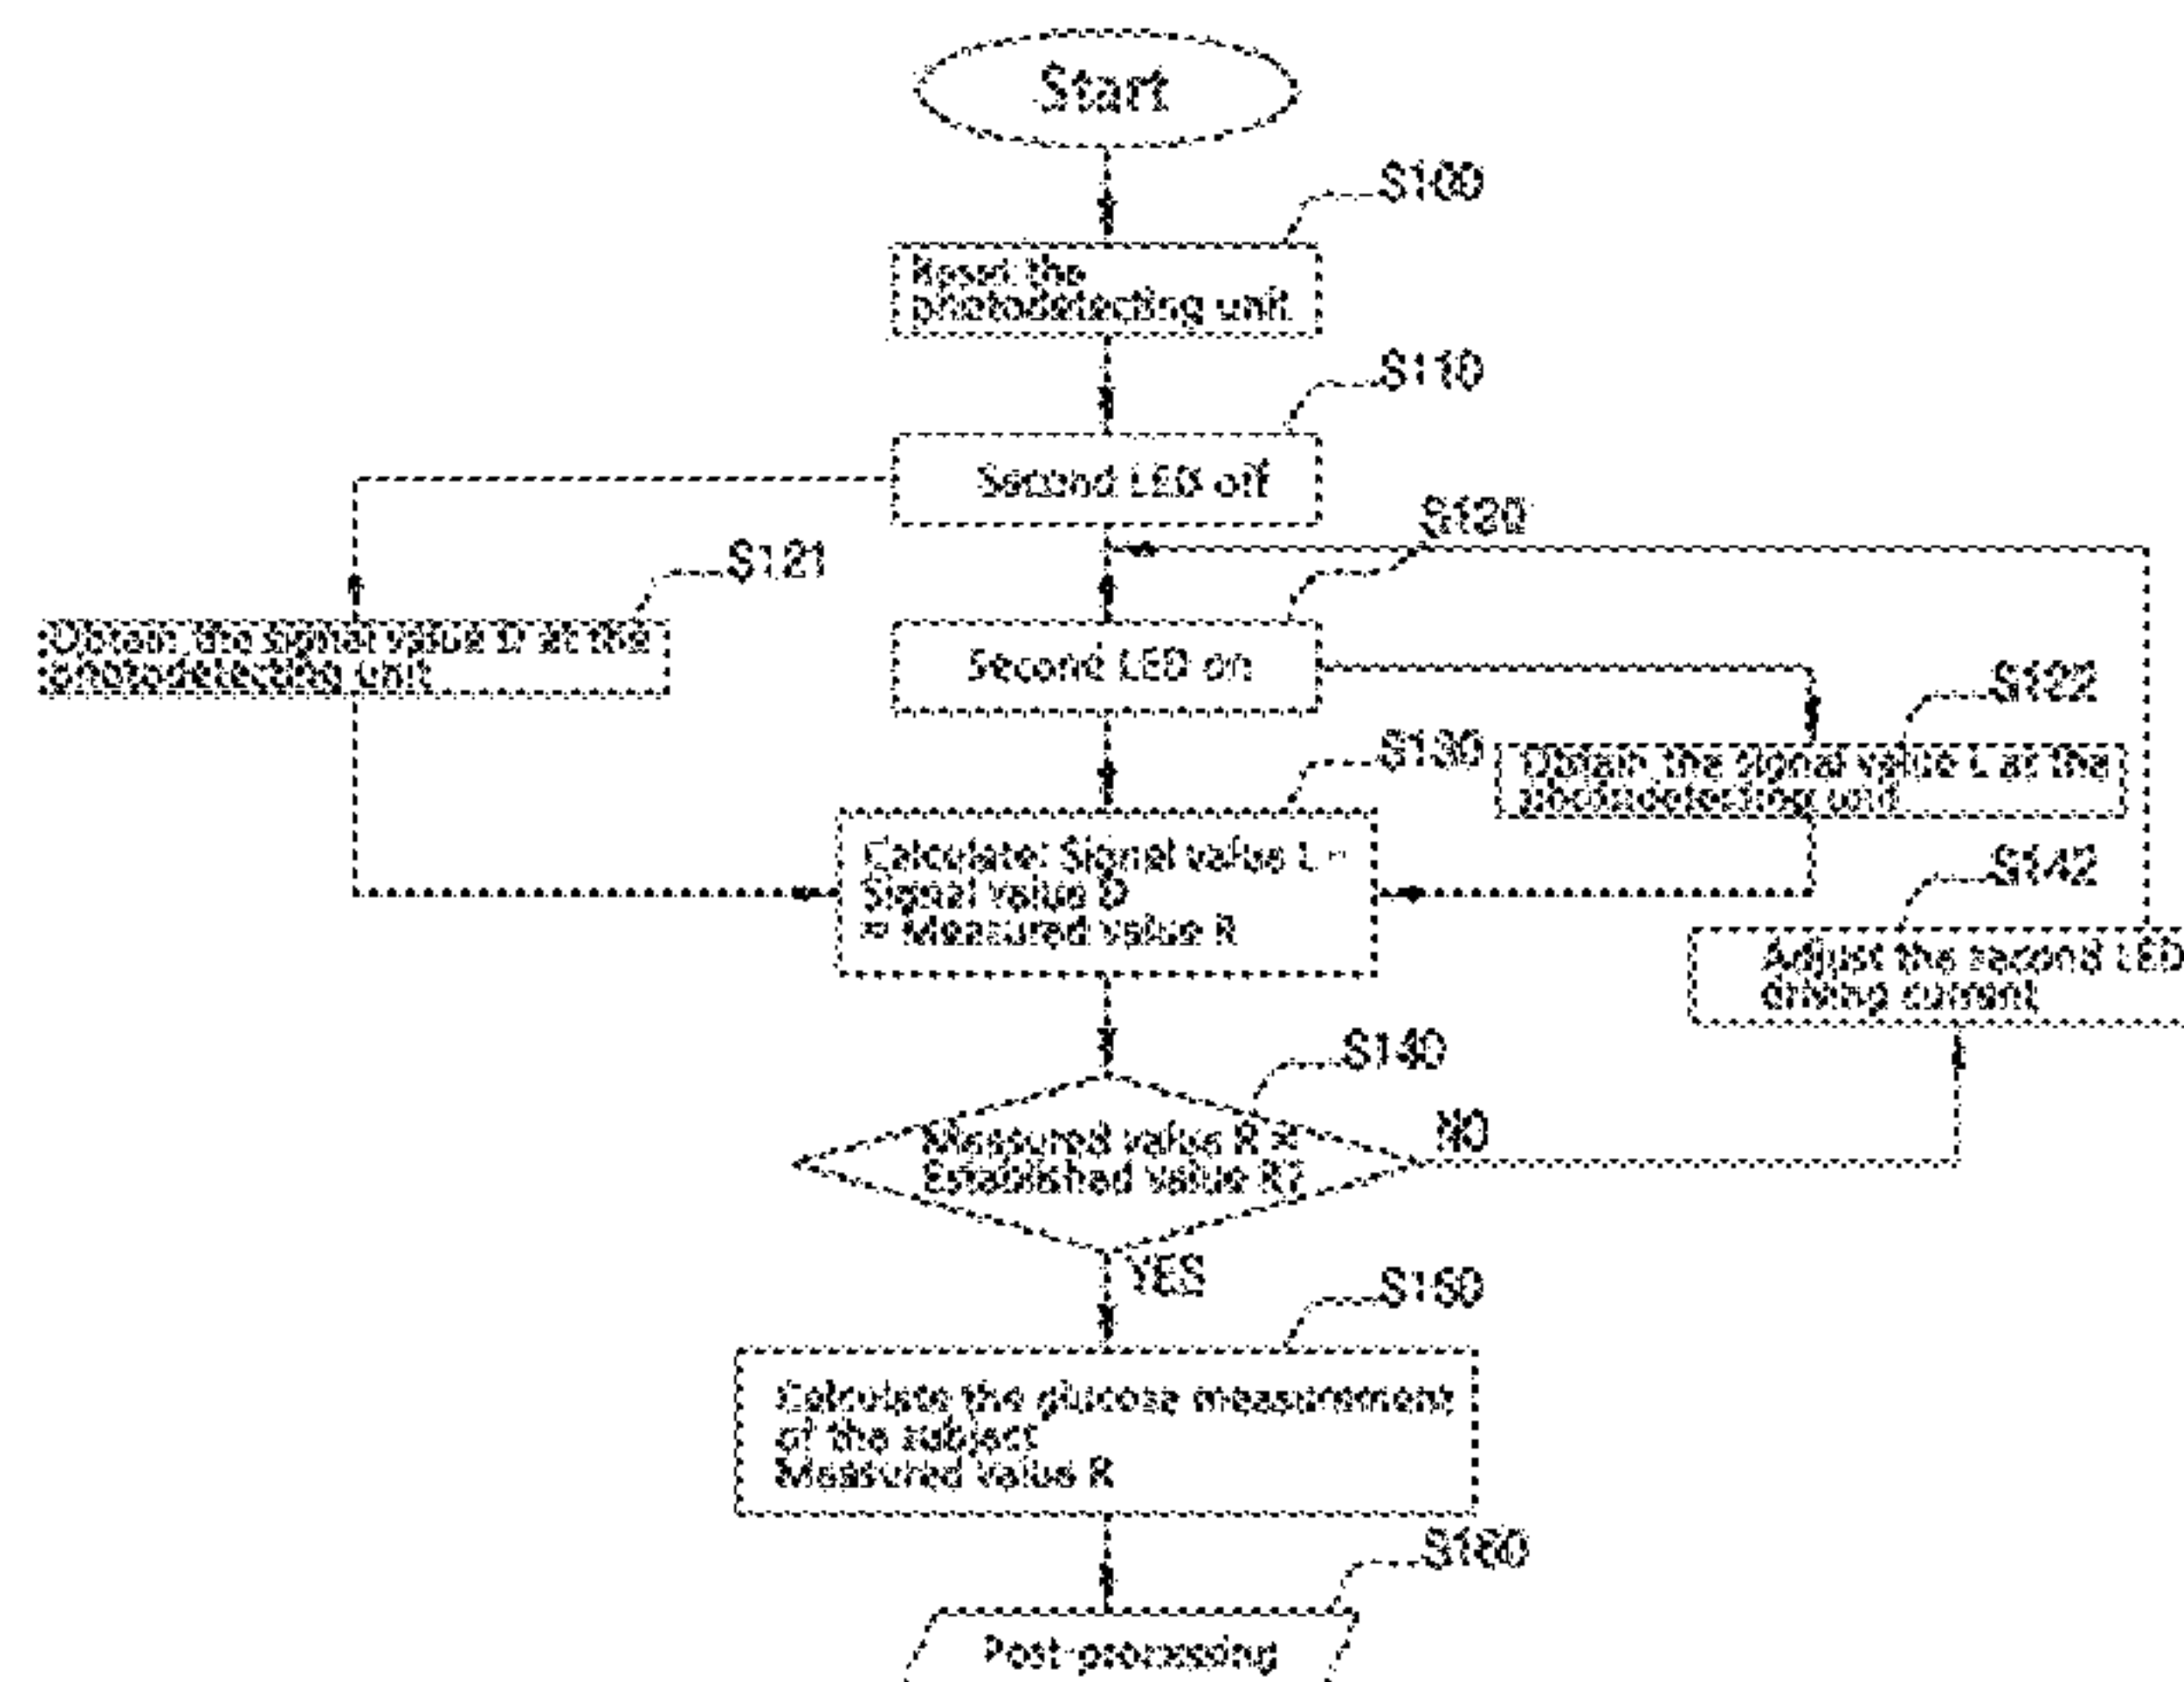 Start
S100
Reset the
photodetecting unit
S110
Second LED off
S120
S121
Obtain the signal value D at the
photodetecting unit
Second LED on
S122
Obtain the signal value L at the
photodetecting unit
S130
Calculate: Signal value L -
Signal value D
= Measured value R
S142
Adjust the second LED
driving current
S140
Measured value R =
Established value R?
NO
YES
Calculate the glucose measurement
of the subject
Measured value R
S160
Post-processing